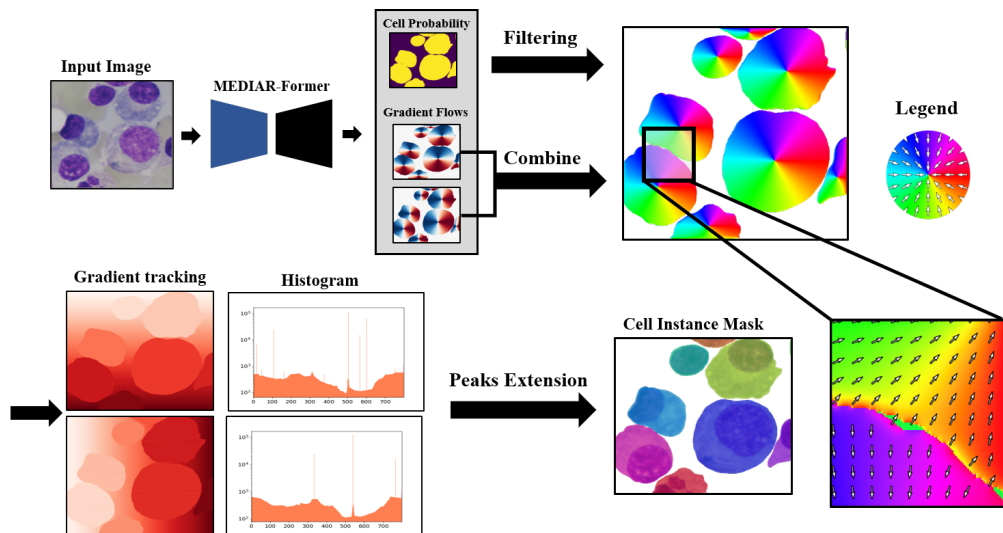 Input Image
MEDIAR-Former
Cell Probability
Gradient Flows
Filtering
Combine
Legend
Gradient tracking
Histogram
10^5
10^4
10^3
10^2
0 100 200 300 400 500 600 700
10^5
10^4
10^3
10^2
0 100 200 300 400 500 600 700
Peaks Extension
Cell Instance Mask